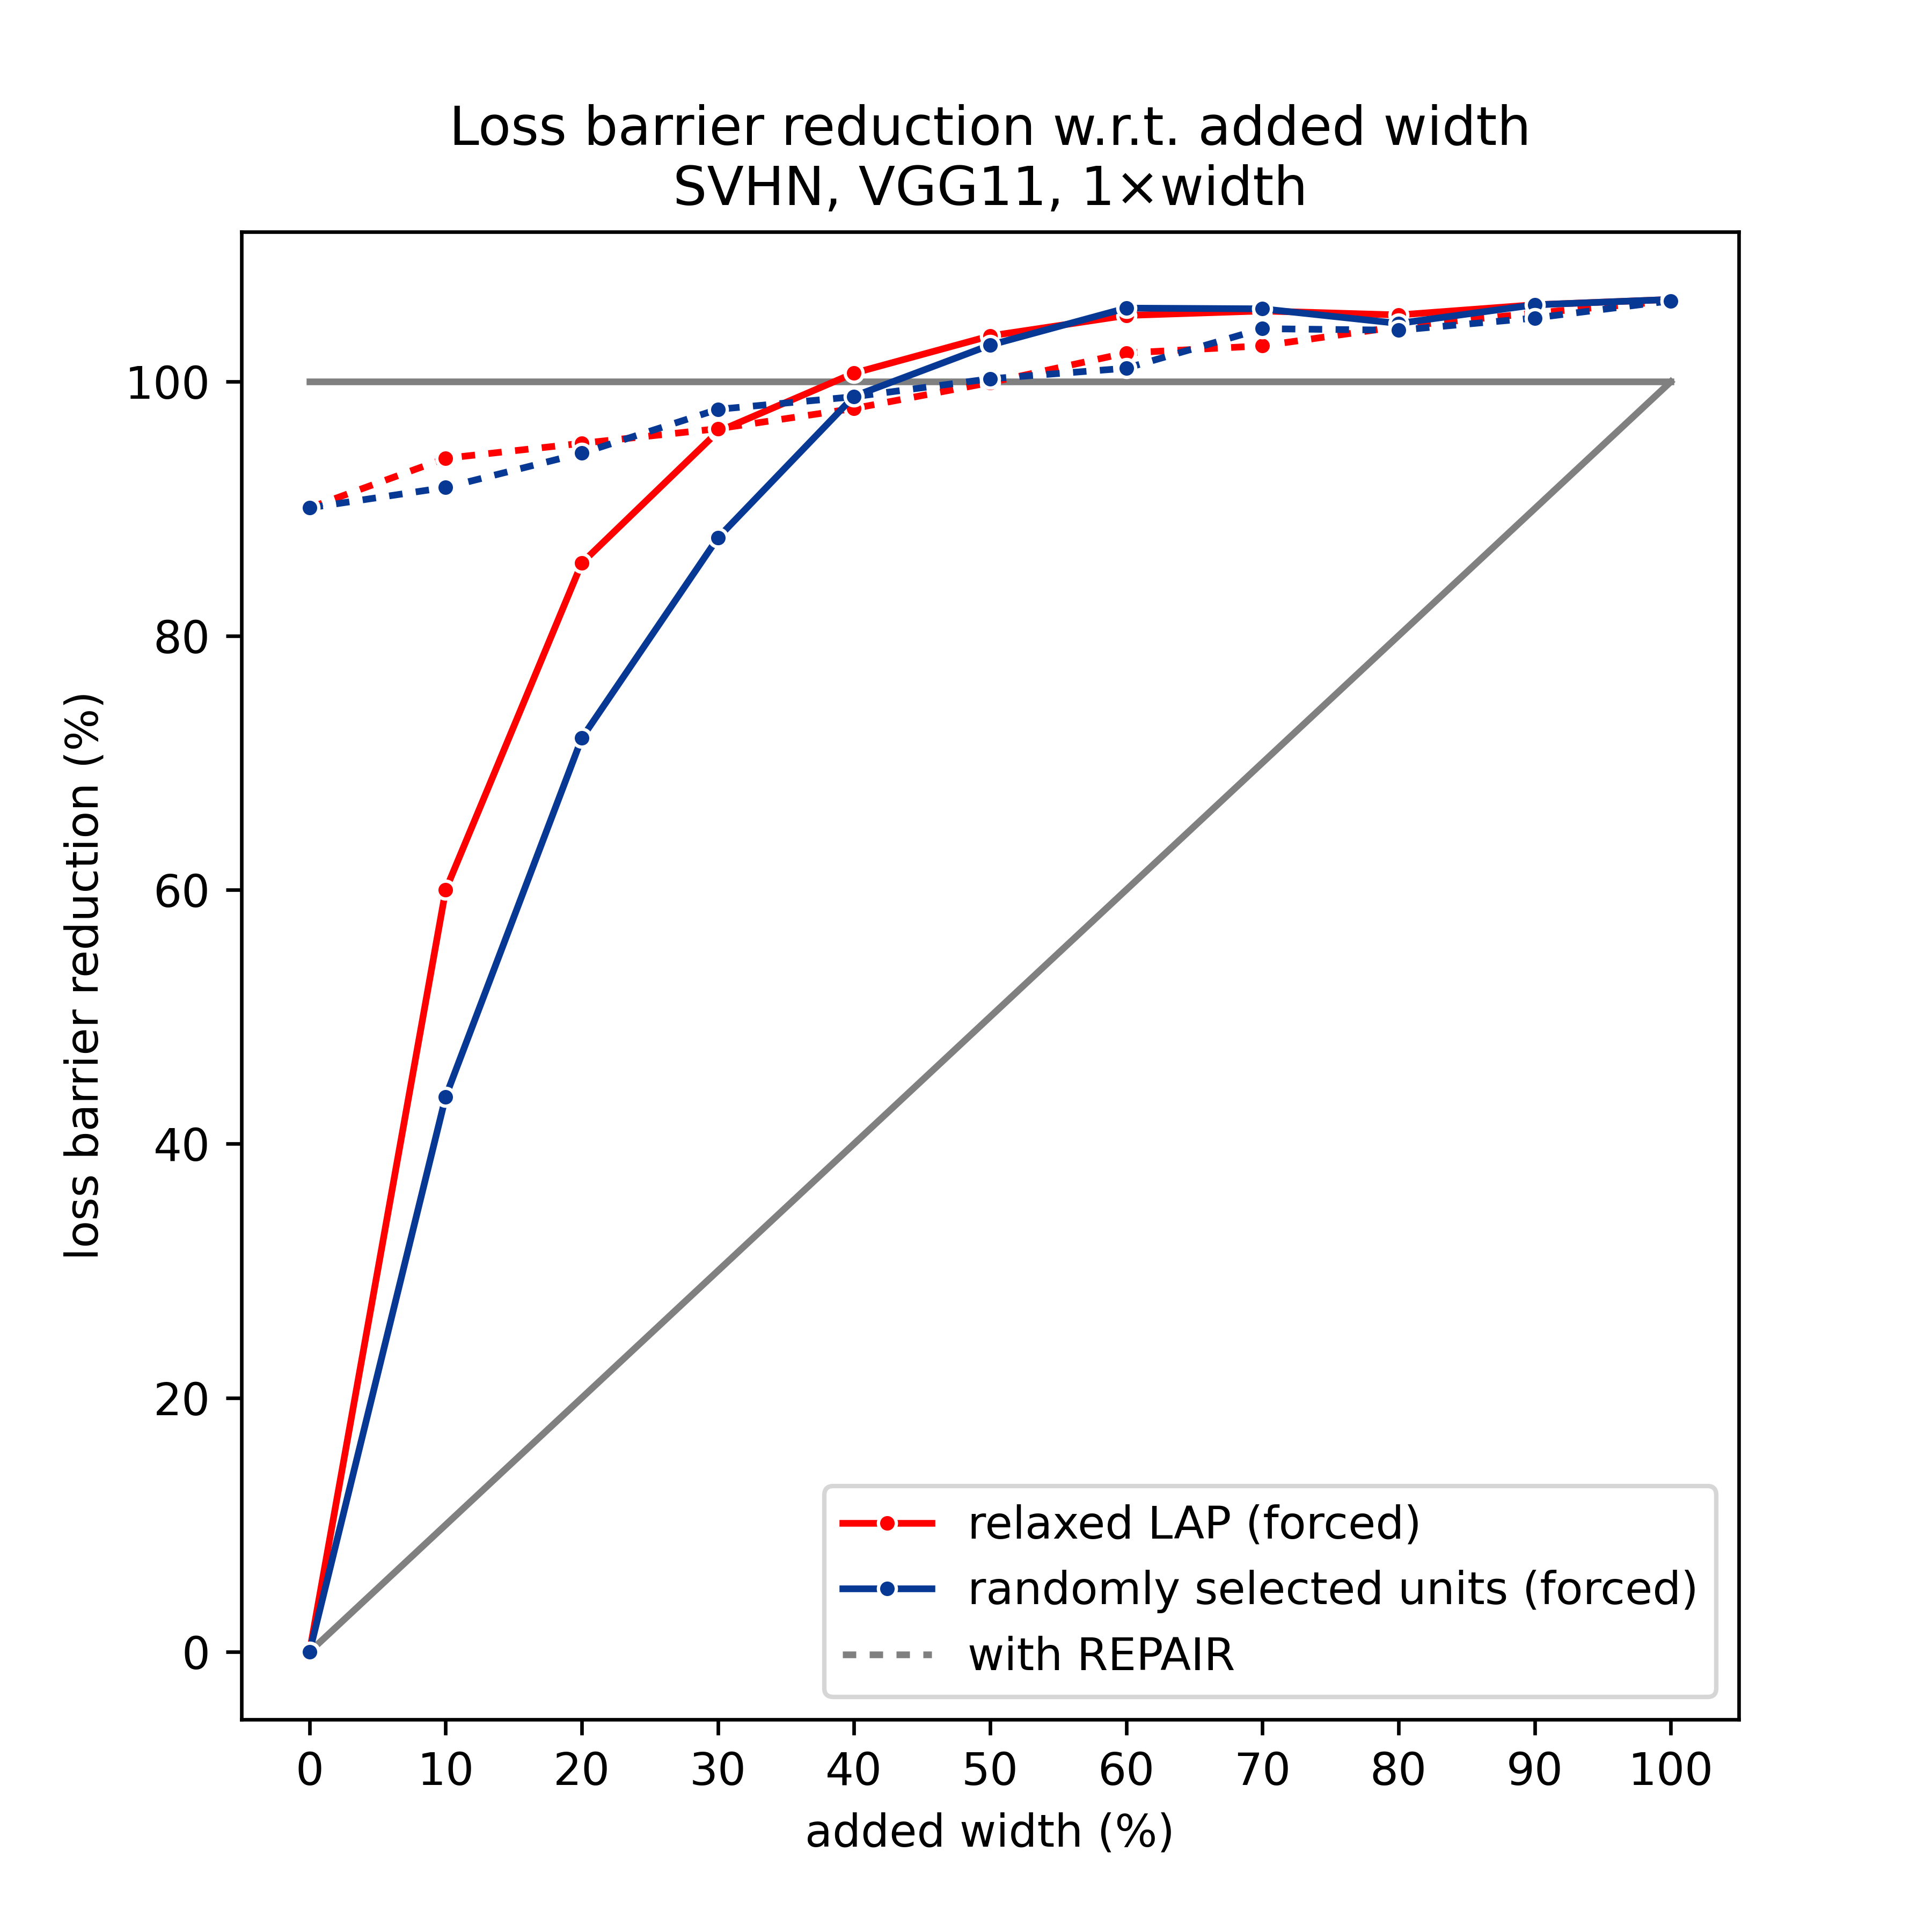 Loss barrier reduction w.r.t. added width
SVHN, VGG11, 1×width
loss barrier reduction (%)
100
80
60
40
20
0
relaxed LAP (forced)
randomly selected units (forced)
with REPAIR
0 10 20 30 40 50 60 70 80 90 100
added width (%)